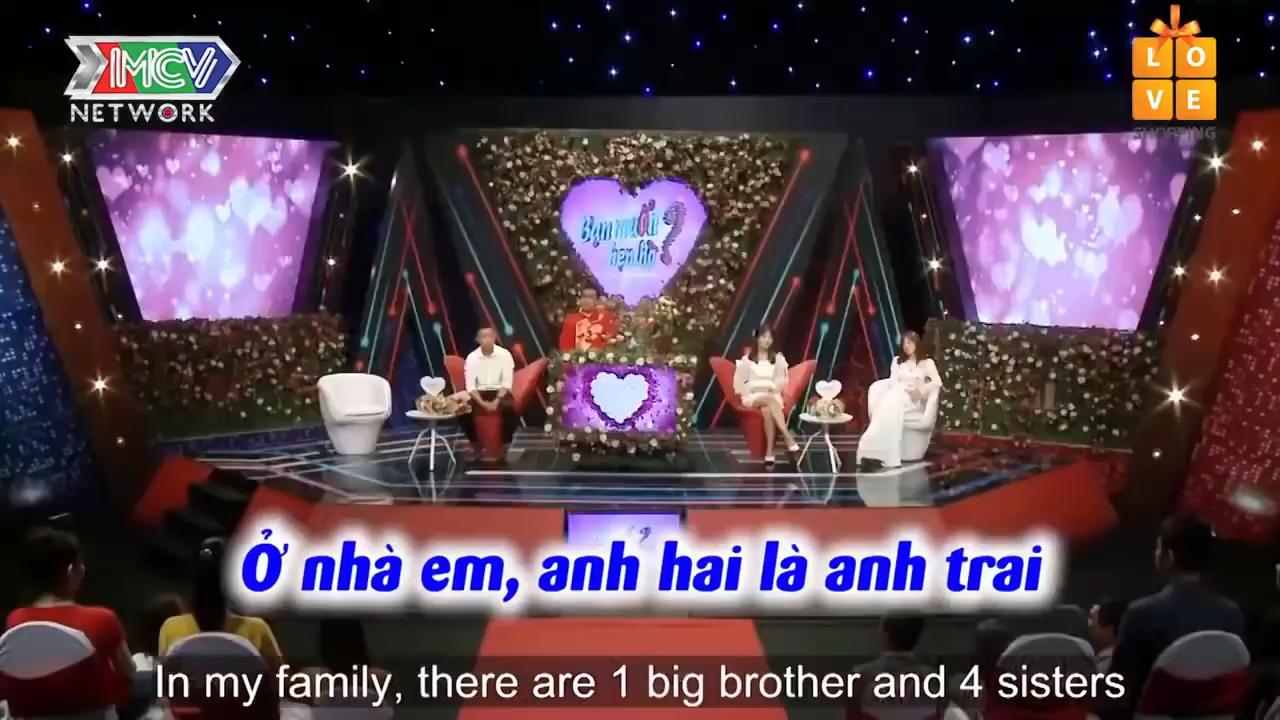 MCV
NETWORK
L O
V E
SHOPPING
Bạn muốn
hẹn hò
?
Ở nhà em, anh hai là anh trai
In my family, there are 1 big brother and 4 sisters